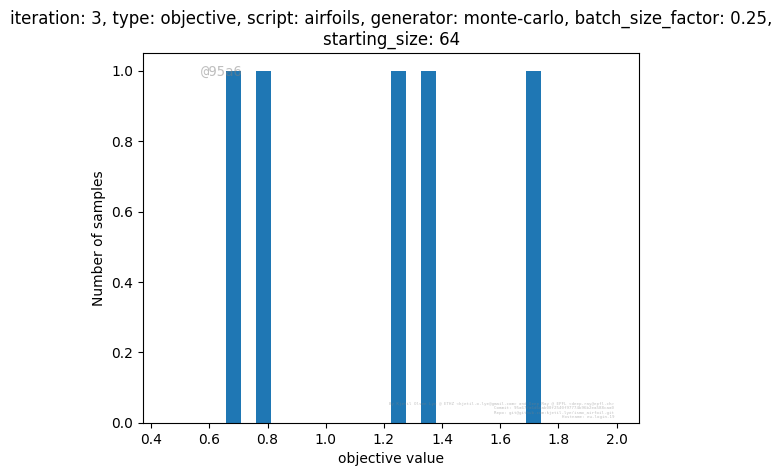 iteration: 3, type: objective, script: airfoils, generator: monte-carlo, batch_size_factor: 0.25,
starting_size: 64
@95a6
1.0
0.8
0.6
0.4
0.2
0.0
Number of samples
0.4 0.6 0.8 1.0 1.2 1.4 1.6 1.8 2.0
objective value